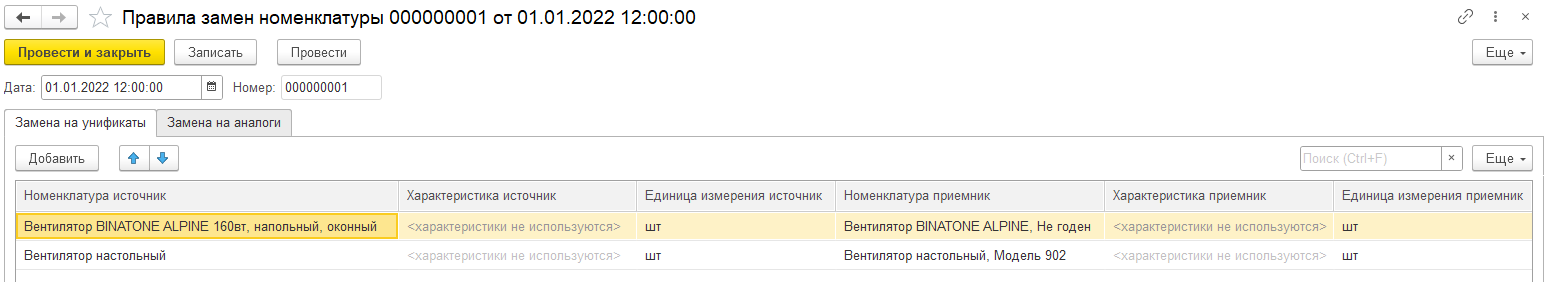 Правила замен номенклатуры 000000001 от 01.01.2022 12:00:00
Провести и закрыть Записать Провести Еще
Дата: 01.01.2022 12:00:00 Номер: 000000001
Замена на унификаты Замена на аналоги
Добавить Поиск (Ctrl+F) × Еще
Номенклатура источник Характеристика источник Единица измерения источник Номенклатура приемник Характеристика приемник Единица измерения приемник
Вентилятор BINATONE ALPINE 160вт, напольный, оконный <характеристики не используются> шт Вентилятор BINATONE ALPINE, Не годен <характеристики не используются> шт
Вентилятор настольный <характеристики не используются> шт Вентилятор настольный, Модель 902 <характеристики не используются> шт